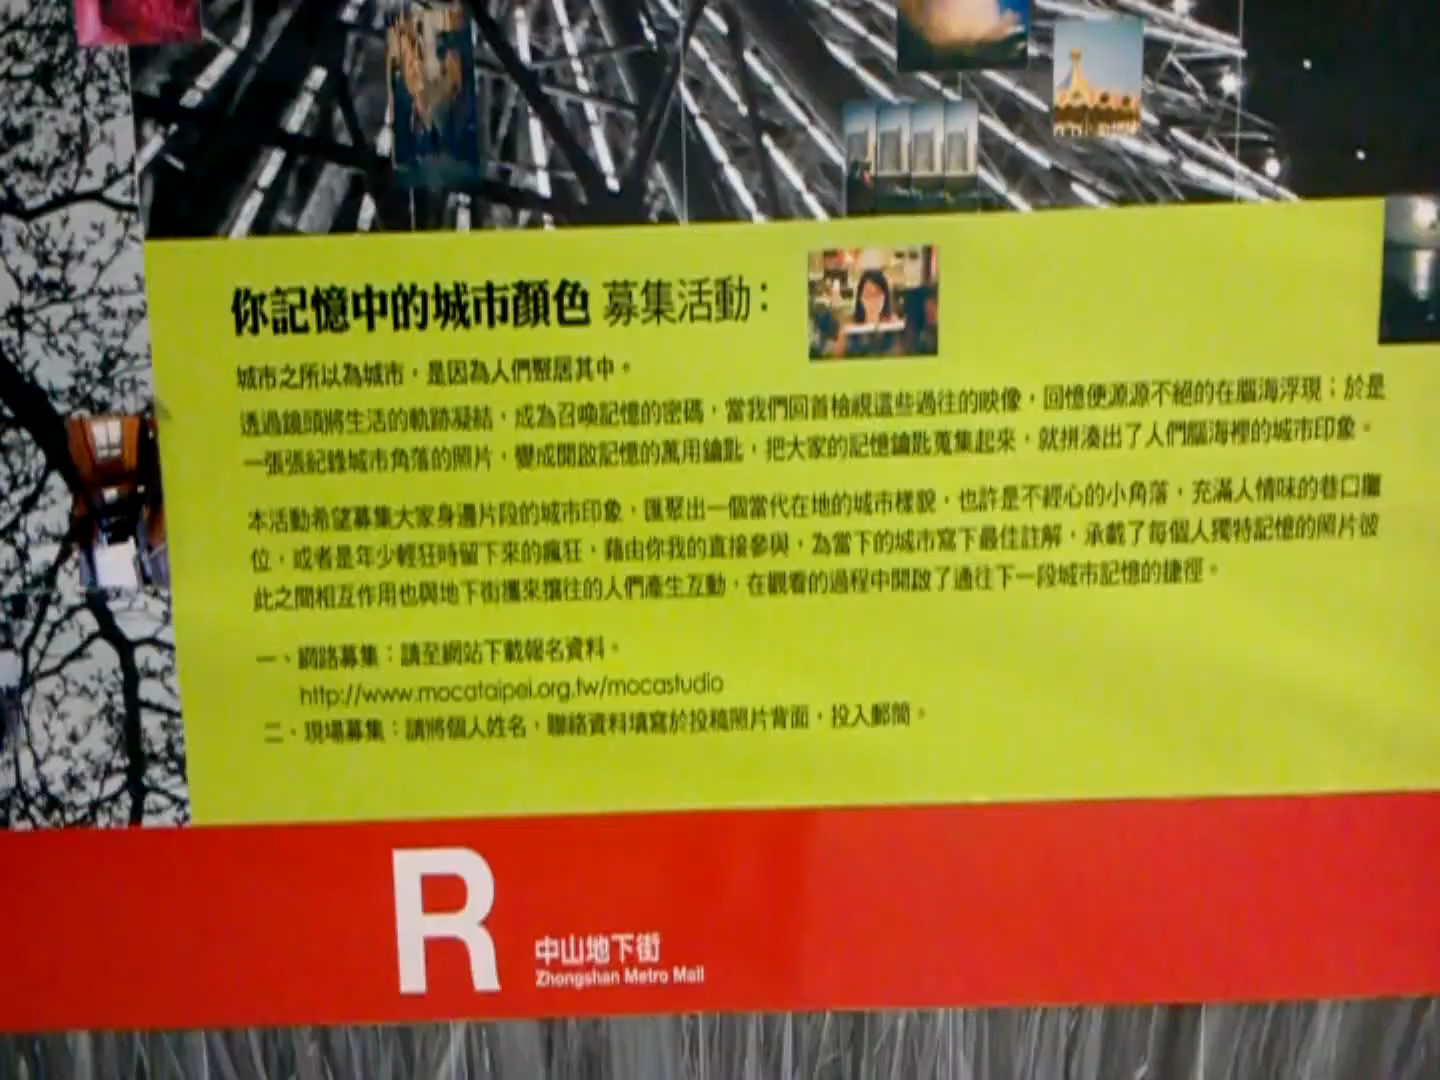 你記憶中的城市顏色 募集活動：
城市之所以為城市，是因為人們聚居其中。
透過鏡頭將生活的軌跡凝結，成為召喚記憶的密碼，當我們回首檢視這些過往的映像，回憶便源源不絕的在腦海浮現；於是
一張張紀錄城市角落的照片，變成開啟記憶的萬用鑰匙，把大家的記憶鑰匙蒐集起來，就拼湊出了人們腦海裡的城市印象。
本活動希望募集大家身邊片段的城市印象，匯聚出一個當代在地的城市樣貌，也許是不經心的小角落，充滿人情味的巷口攤
位，或者是年少輕狂時留下來的瘋狂，藉由你我的直接參與，為當下的城市寫下最佳註解，承載了每個人獨特記憶的照片彼
此之間相互作用也與地下街攘來攘往的人們產生互動，在觀看的過程中開啟了通往下一段城市記憶的捷徑。
一、網路募集：請至網站下載報名資料。
http://www.mocataipei.org.tw/mocastudio
二、現場募集：請將個人姓名，聯絡資料填寫於投稿照片背面，投入郵筒。
R 中山地下街
Zhongshan Metro Mall